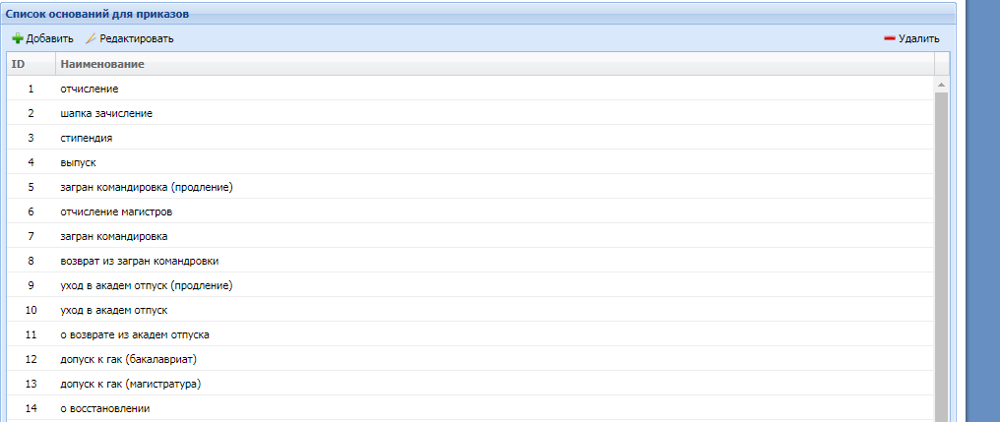 Список оснований для приказов
Добавить Редактировать Удалить
ID Наименование
1 отчисление
2 шапка зачисление
3 стипендия
4 выпуск
5 загран командировка (продление)
6 отчисление магистров
7 загран командировка
8 возврат из загран командровки
9 уход в академ отпуск (продление)
10 уход в академ отпуск
11 о возврате из академ отпуска
12 допуск к гак (бакалавриат)
13 допуск к гак (магистратура)
14 о восстановлении